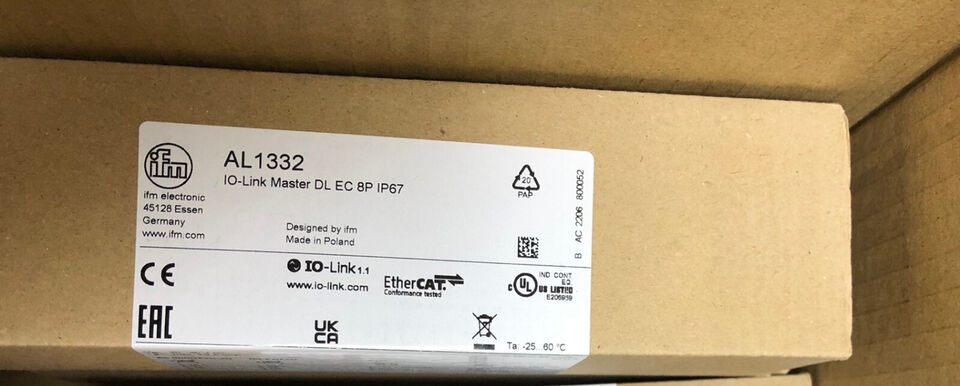 ifm
AL1332
IO-Link Master DL EC 8P IP67
ifm electronic
45128 Essen
Germany
www.ifm.com
Designed by ifm
Made in Poland
20
PAP
B AC 2206 800052
CE
IO-Link 1.1
www.io-link.com
EtherCAT
Conformance tested
C UL US LISTED
IND CONT
EQ.
E206959
EAC
UK
CA
Ta: -25...60 °C